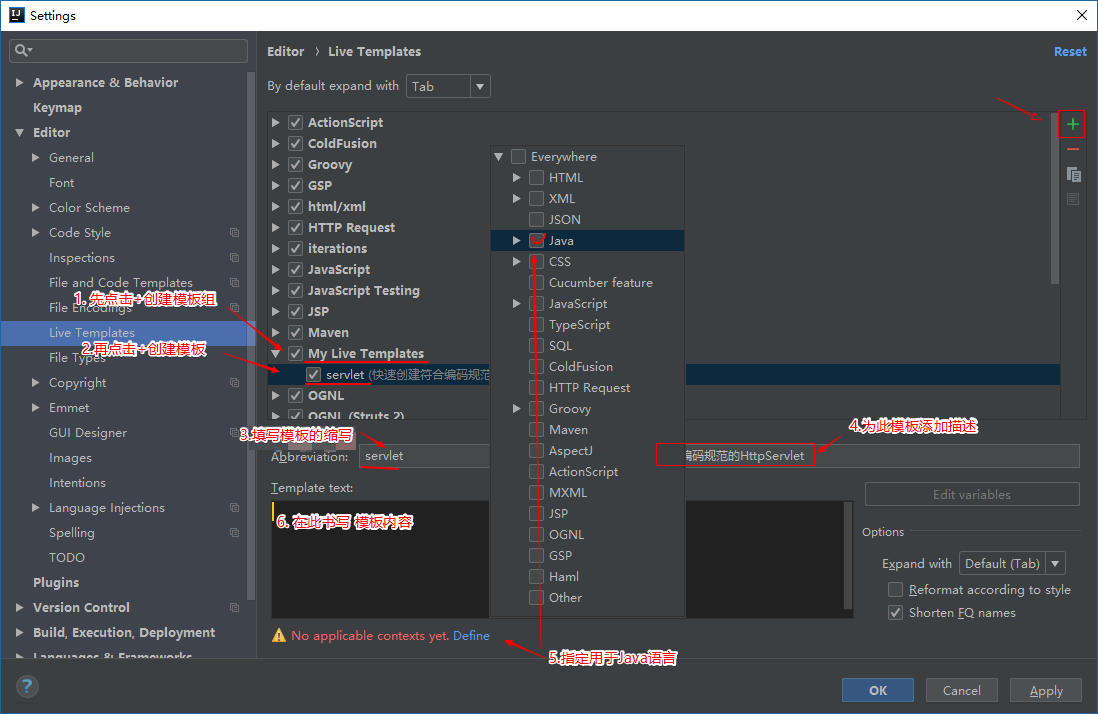 Settings
Editor › Live Templates
Reset
By default expand with Tab
Appearance & Behavior
Keymap
Editor
General
Font
Color Scheme
Code Style
Inspections
File and Code Templates
File Encodings
Live Templates
File Types
Copyright
Emmet
GUI Designer
Images
Intentions
Language Injections
Spelling
TODO
Plugins
Version Control
Build, Execution, Deployment
Languages & Frameworks
ActionScript
ColdFusion
Groovy
GSP
html/xml
HTTP Request
iterations
JavaScript
JavaScript Testing
JSP
Maven
My Live Templates
servlet (快速创建符合编码规范
OGNL
OGNL (Struts 2)
Everywhere
HTML
XML
JSON
Java
CSS
Cucumber feature
JavaScript
TypeScript
SQL
ColdFusion
HTTP Request
Groovy
Maven
AspectJ
ActionScript
MXML
JSP
OGNL
GSP
Haml
Other
1. 先点击+创建模板组
2.再点击+创建模板
3.填写模板的缩写
4.为此模板添加描述
Abbreviation: servlet
编码规范的HttpServlet
Template text:
6. 在此书写 模板内容
Edit variables
Options
Expand with Default (Tab)
Reformat according to style
Shorten FQ names
No applicable contexts yet. Define
5.指定用于Java语言
?
OK
Cancel
Apply